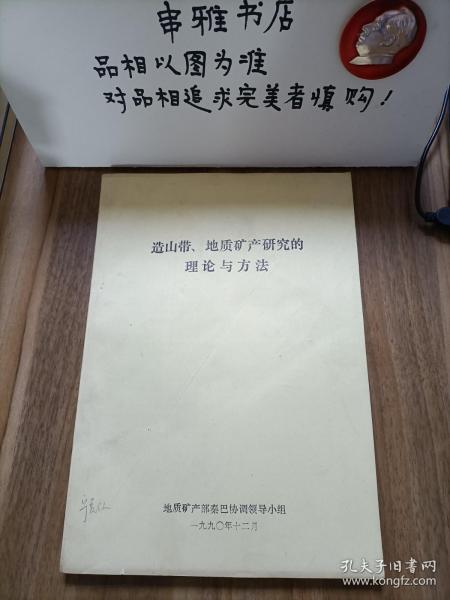 串雅书店
品相以图为准
对品相追求完美者慎购！
造山带、地质矿产研究的
理论与方法
地质矿产部秦巴协调领导小组
一九九〇年十二月
孔夫子旧书网
www.kongfz.com